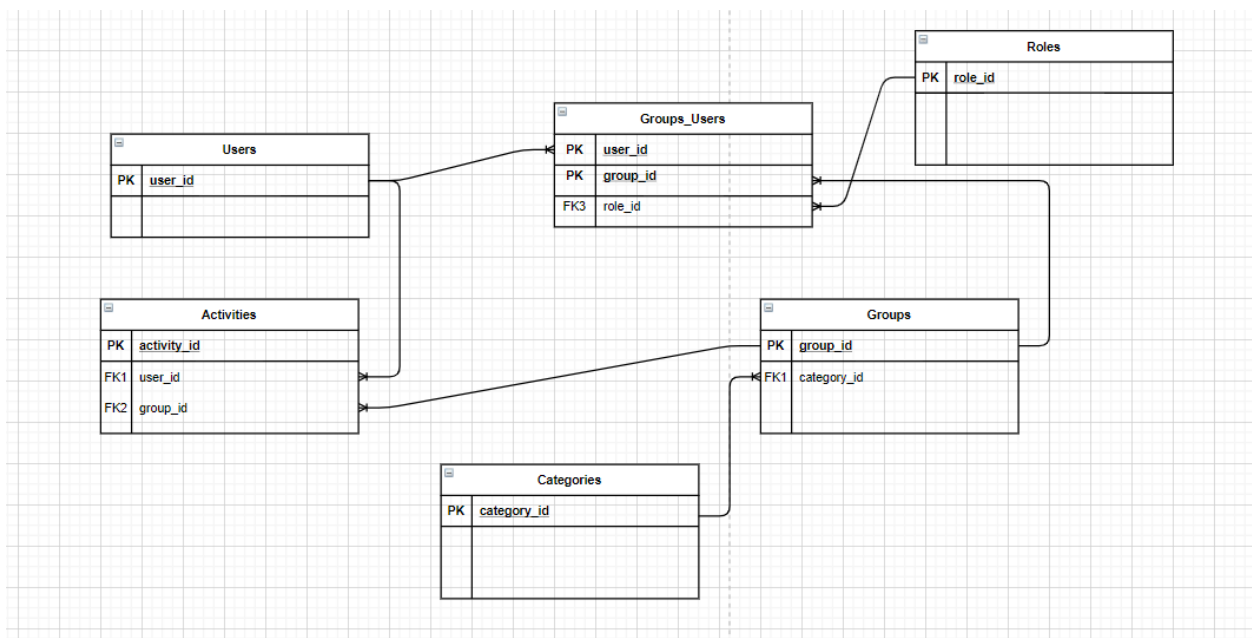 Roles
PK role_id
Groups_Users
PK user_id
PK group_id
FK3 role_id
Users
PK user_id
Activities
PK activity_id
FK1 user_id
FK2 group_id
Groups
PK group_id
FK1 category_id
Categories
PK category_id